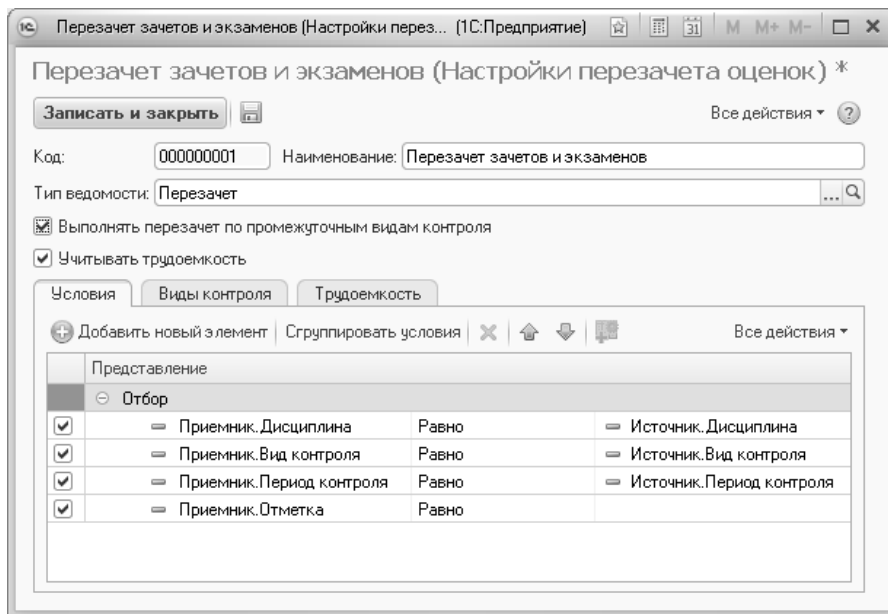 1С Перезачет зачетов и экзаменов (Настройки перез... (1С:Предприятие) 31 M M+ M-
Перезачет зачетов и экзаменов (Настройки перезачета оценок) *
Записать и закрыть Все действия ?
Код: 000000001 Наименование: Перезачет зачетов и экзаменов
Тип ведомости: Перезачет ...
Выполнять перезачет по промежуточным видам контроля
Учитывать трудоемкость
Условия Виды контроля Трудоемкость
Добавить новый элемент Сгруппировать условия Все действия
Представление
Отбор
Приемник.Дисциплина Равно Источник.Дисциплина
Приемник.Вид контроля Равно Источник.Вид контроля
Приемник.Период контроля Равно Источник.Период контроля
Приемник.Отметка Равно